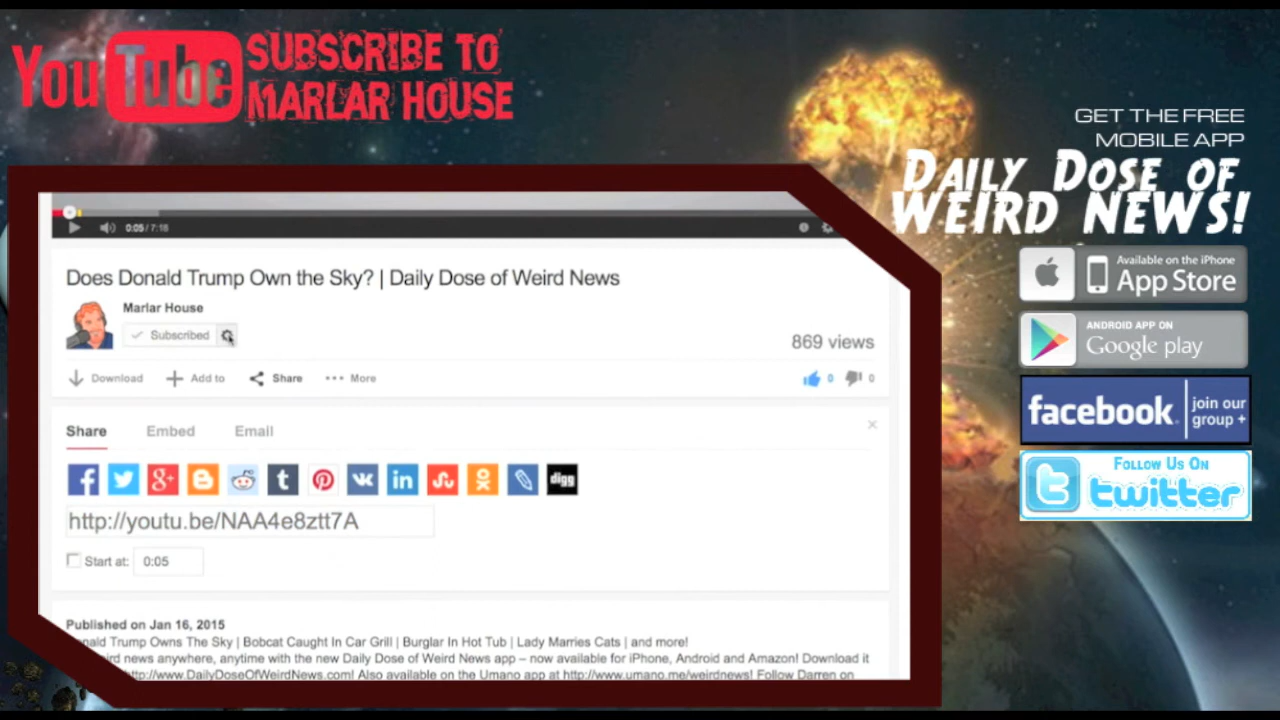 YouTube
SUBSCRIBE TO
MARLAR HOUSE
GET THE FREE
MOBILE APP
DAILY DOSE OF
WEIRD NEWS!
Available on the iPhone
App Store
ANDROID APP ON
Google play
facebook
join our
group +
FOLLOW US ON
twitter
0:05 / 7:18
Does Donald Trump Own the Sky? | Daily Dose of Weird News
Marlar House
Subscribed
869 views
Download Add to Share More
0 0
Share Embed Email
digg
http://youtu.be/NAA4e8ztt7A
Start at: 0:05
Published on Jan 16, 2015
Trump Owns The Sky | Bobcat Caught In Car Grill | Burglar In Hot Tub | Lady Marries Cats | and more!
news anywhere, anytime with the new Daily Dose of Weird News app – now available for iPhone, Android and Amazon! Download it
http://www.DailyDoseOfWeirdNews.com! Also available on the Umano app at http://www.umano.me/weirdnews! Follow Darren on